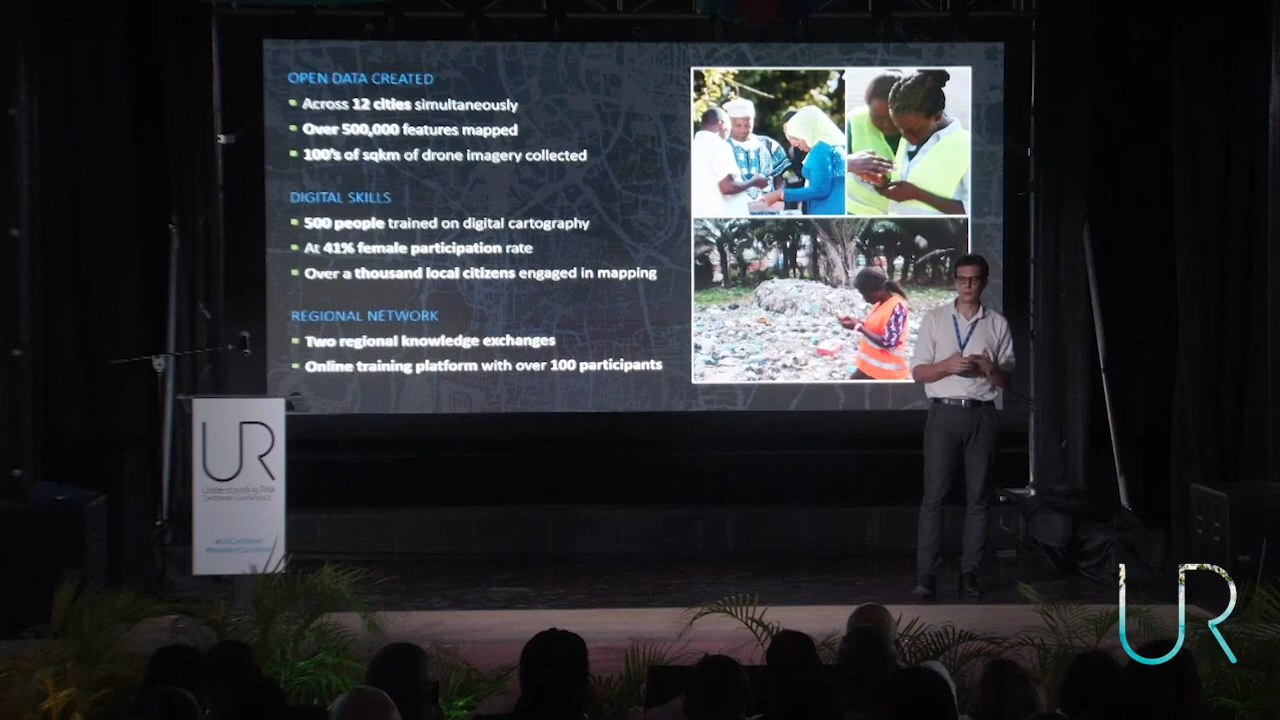 OPEN DATA CREATED
Across 12 cities simultaneously
Over 500,000 features mapped
100's of sqkm of drone imagery collected
DIGITAL SKILLS
500 people trained on digital cartography
At 41% female participation rate
Over a thousand local citizens engaged in mapping
REGIONAL NETWORK
Two regional knowledge exchanges
Online training platform with over 100 participants
UR
Understanding Risk
UR